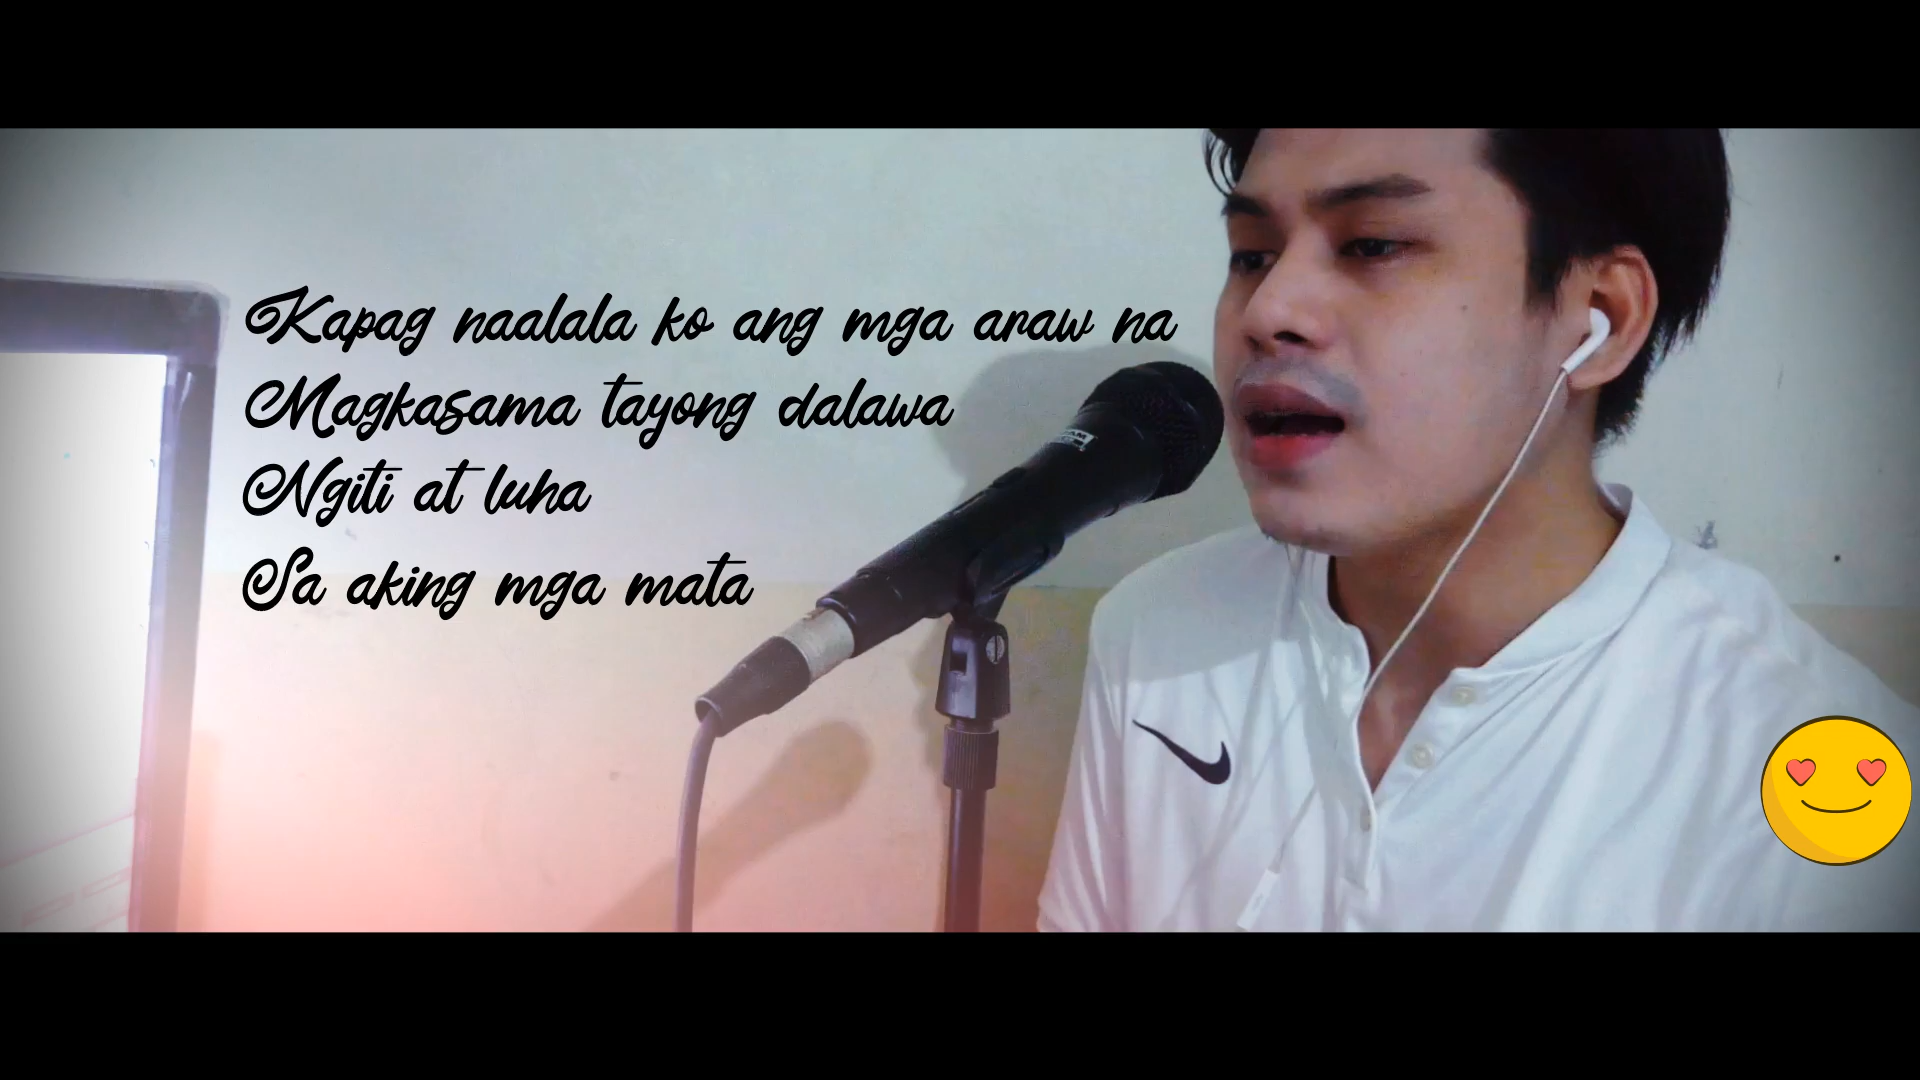 Kapag naalala ko ang mga araw na
Magkasama tayong dalawa
Ngiti at luha
Sa aking mga mata